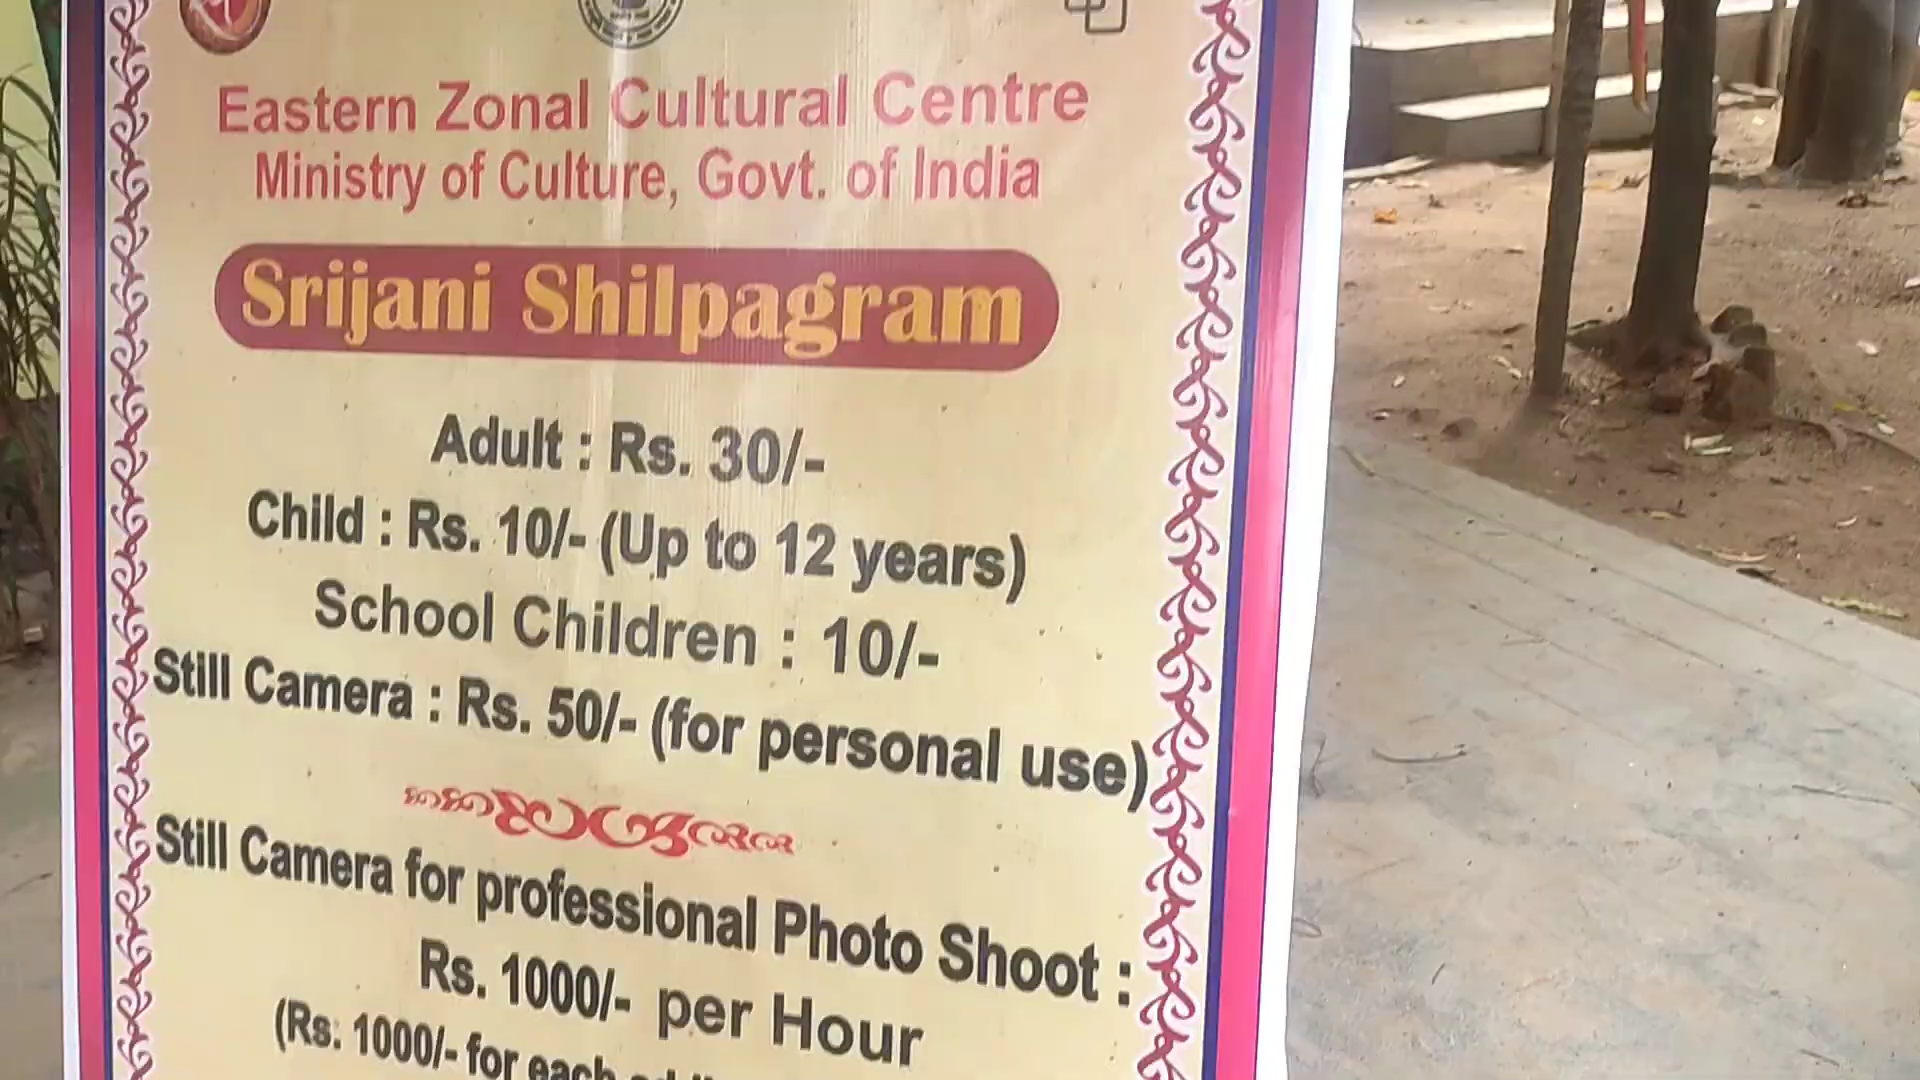 Eastern Zonal Cultural Centre
Ministry of Culture, Govt. of India
Srijani Shilpagram
Adult : Rs. 30/-
Child : Rs. 10/- (Up to 12 years)
School Children : 10/-
Still Camera : Rs. 50/- (for personal use)
Still Camera for professional Photo Shoot :
Rs. 1000/- per Hour
(Rs. 1000/- for each